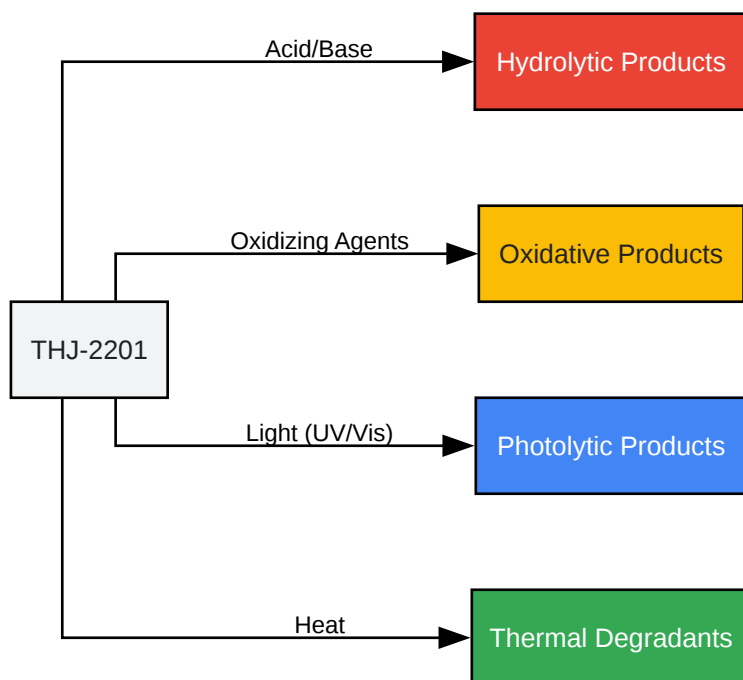 Acid/Base
Hydrolytic Products
Oxidizing Agents
Oxidative Products
THJ-2201
Light (UV/Vis)
Photolytic Products
Heat
Thermal Degradants